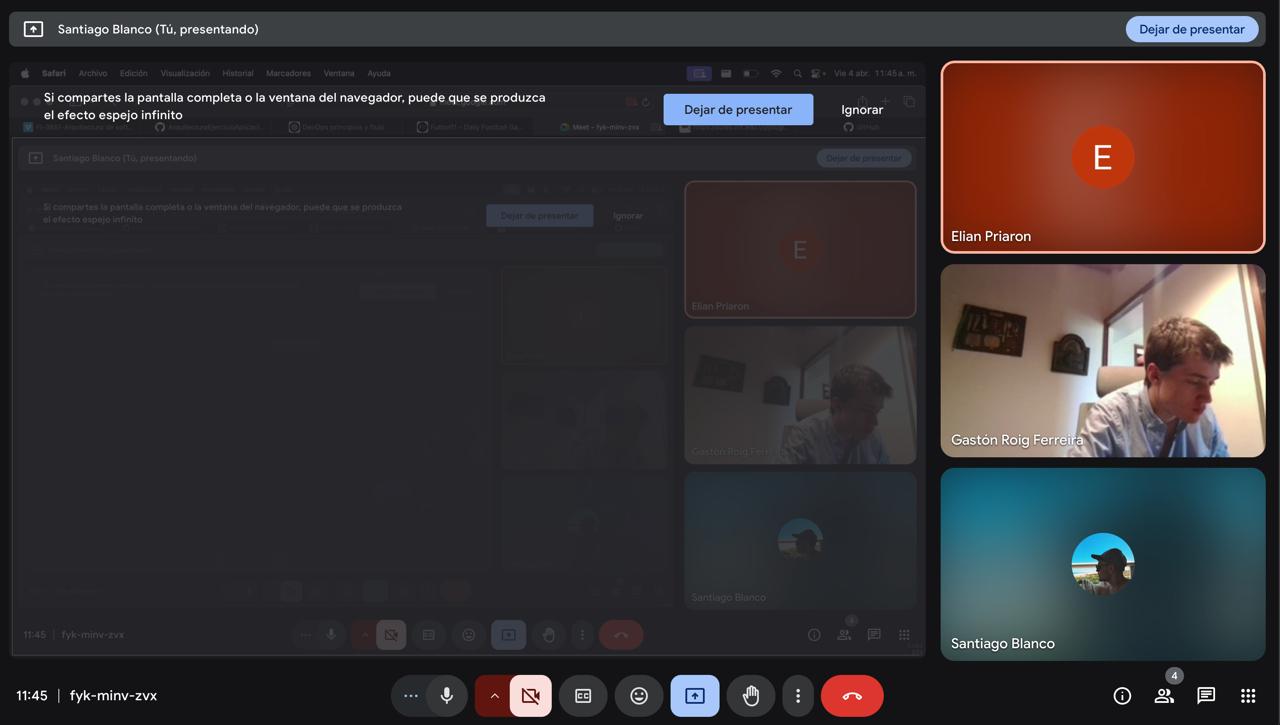 Santiago Blanco (Tú, presentando)
Dejar de presentar
Safari Archivo Edición Visualización Historial Marcadores Ventana Ayuda
Vie 4 abr. 11:45 a. m.
Si compartes la pantalla completa o la ventana del navegador, puede que se produzca
el efecto espejo infinito
Dejar de presentar
Ignorar
DevOps principios y
Meet - fyk-minv-zvx
GitHub
Santiago Blanco (Tú, presentando)
Dejar de presentar
Si compartes la pantalla completa o la ventana del navegador, puede que se produzca
el efecto espejo infinito
Dejar de presentar
Ignorar
E
Elian Priaron
Gastón Roig Ferreira
Santiago Blanco
11:45 | fyk-minv-zvx
E
Elian Priaron
Gastón Roig Ferreira
Santiago Blanco
11:45 | fyk-minv-zvx
4